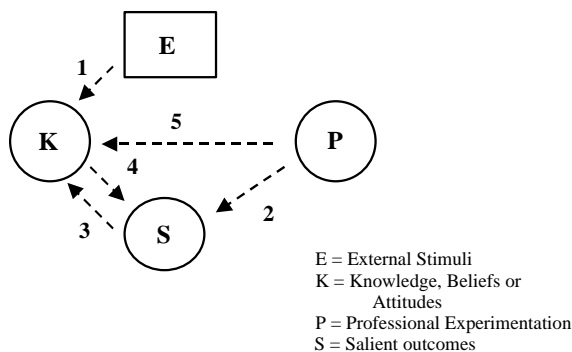 E
1
K
5
P
4
3
S
2
E = External Stimuli
K = Knowledge, Beliefs or
Attitudes
P = Professional Experimentation
S = Salient outcomes